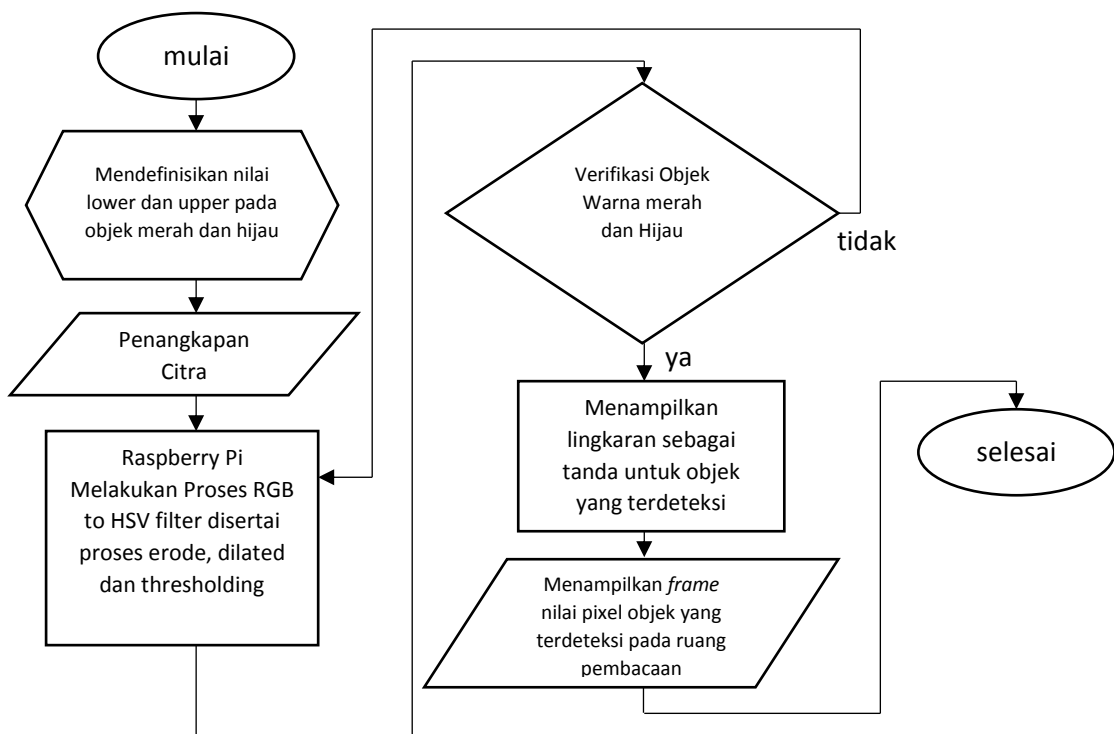 mulai
Mendefinisikan nilai
lower dan upper pada
objek merah dan hijau
Penangkapan
Citra
Raspberry Pi
Melakukan Proses RGB
to HSV filter disertai
proses erode, dilated
dan thresholding
Verifikasi Objek
Warna merah
dan Hijau
tidak
ya
Menampilkan
lingkaran sebagai
tanda untuk objek
yang terdeteksi
Menampilkan frame
nilai pixel objek yang
terdeteksi pada ruang
pembacaan
selesai